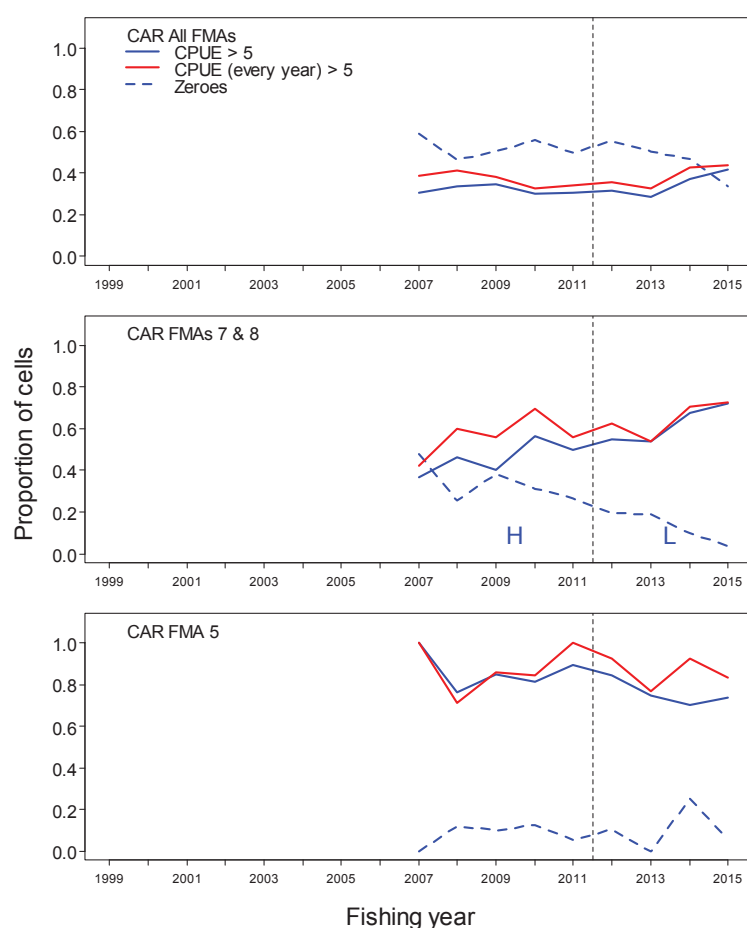 CAR All FMAs
CPUE > 5
CPUE (every year) > 5
Zeroes
1.0
0.8
0.6
0.4
0.2
0.0
1999 2001 2003 2005 2007 2009 2011 2013 2015
CAR FMAs 7 & 8
1.0
0.8
0.6
0.4
0.2
0.0
H L
1999 2001 2003 2005 2007 2009 2011 2013 2015
CAR FMA 5
1.0
0.8
0.6
0.4
0.2
0.0
1999 2001 2003 2005 2007 2009 2011 2013 2015
Proportion of cells
Fishing year